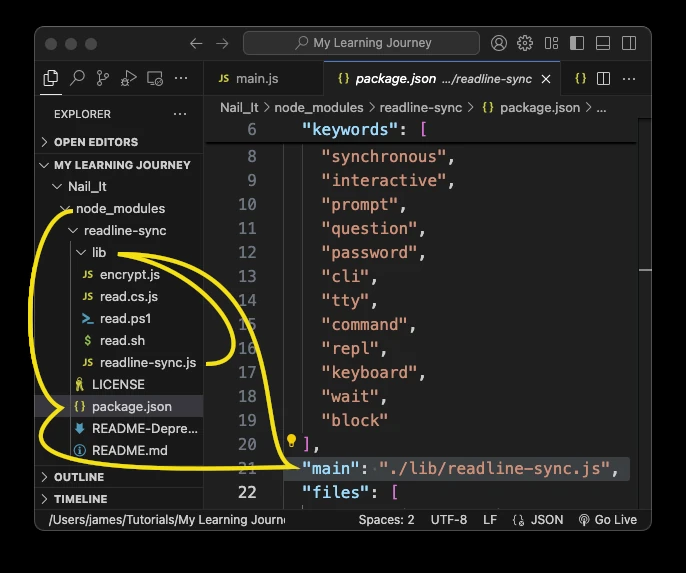 My Learning Journey
JS main.js
{} package.json .../readline-sync
{}
EXPLORER
OPEN EDITORS
MY LEARNING JOURNEY
Nail_It
node_modules
readline-sync
lib
JS encrypt.js
JS read.cs.js
read.ps1
$ read.sh
JS readline-sync.js
LICENSE
{} package.json
README-Depre...
README.md
OUTLINE
TIMELINE
Nail_It > node_modules > readline-sync > {} package.json > ...
6 "keywords": [
8 "synchronous",
9 "interactive",
10 "prompt",
11 "question",
12 "password",
13 "cli",
14 "tty",
15 "command",
16 "repl",
17 "keyboard",
18 "wait",
19 "block"
20 ],
21 "main": "./lib/readline-sync.js",
22 "files": [
/Users/james/Tutorials/My Learning Journ
Spaces: 2 UTF-8 LF {} JSON Go Live